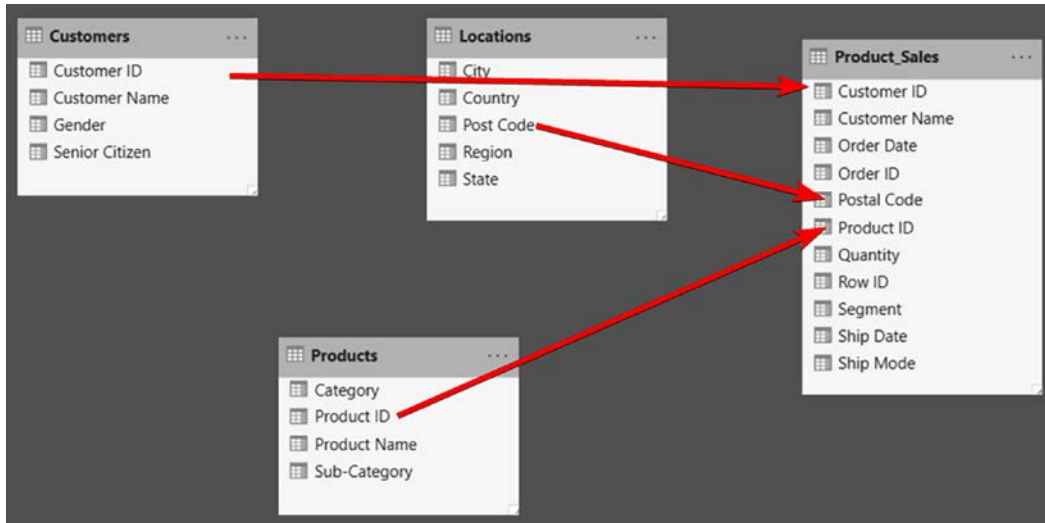 Customers
Customer ID
Customer Name
Gender
Senior Citizen
Locations
City
Country
Post Code
Region
State
Product_Sales
Customer ID
Customer Name
Order Date
Order ID
Postal Code
Product ID
Quantity
Row ID
Segment
Ship Date
Ship Mode
Products
Category
Product ID
Product Name
Sub-Category